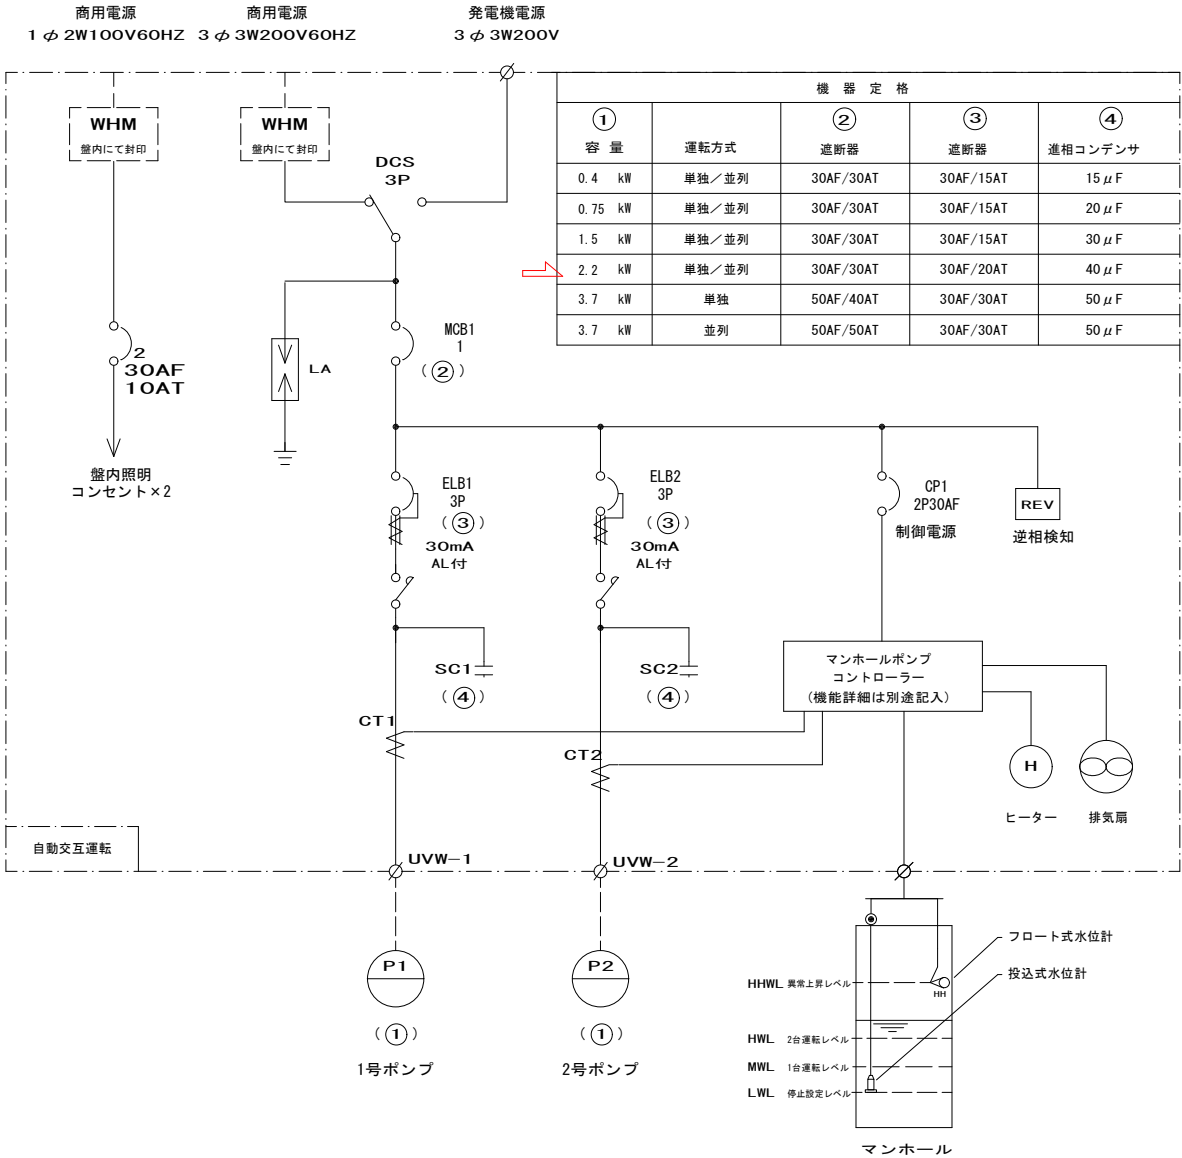 商用電源
1φ2W100V60HZ
商用電源
3φ3W200V60HZ
発電機電源
3φ3W200V
WHM
盤内にて封印
WHM
盤内にて封印
DCS
3P
機 器 定 格
①
容 量
運転方式
②
遮断器
③
遮断器
④
進相コンデンサ
0.4 kW 単独/並列 30AF/30AT 30AF/15AT 15μF
0.75 kW 単独/並列 30AF/30AT 30AF/15AT 20μF
1.5 kW 単独/並列 30AF/30AT 30AF/15AT 30μF
2.2 kW 単独/並列 30AF/30AT 30AF/20AT 40μF
3.7 kW 単独 50AF/40AT 30AF/30AT 50μF
3.7 kW 並列 50AF/50AT 30AF/30AT 50μF
2
30AF
10AT
盤内照明
コンセント×2
LA
MCB1
1
(②)
ELB1
3P
(③)
30mA
AL付
ELB2
3P
(③)
30mA
AL付
CP1
2P30AF
制御電源
REV
逆相検知
SC1
(④)
SC2
(④)
マンホールポンプ
コントローラー
(機能詳細は別途記入)
CT1
CT2
H
ヒーター
排気扇
自動交互運転
UVW-1
UVW-2
P1
(①)
1号ポンプ
P2
(①)
2号ポンプ
フロート式水位計
投込式水位計
HHWL 異常上昇レベル
HH
HWL 2台運転レベル
MWL 1台運転レベル
LWL 停止設定レベル
マンホール